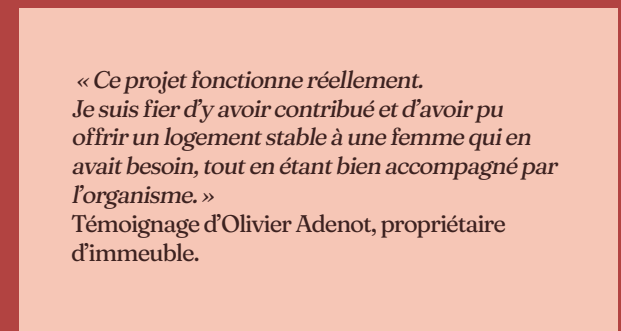 « Ce projet fonctionne réellement.
Je suis fier d'y avoir contribué et d'avoir pu
offrir un logement stable à une femme qui en
avait besoin, tout en étant bien accompagné par
l'organisme. »
Témoignage d'Olivier Adenot, propriétaire
d'immeuble.